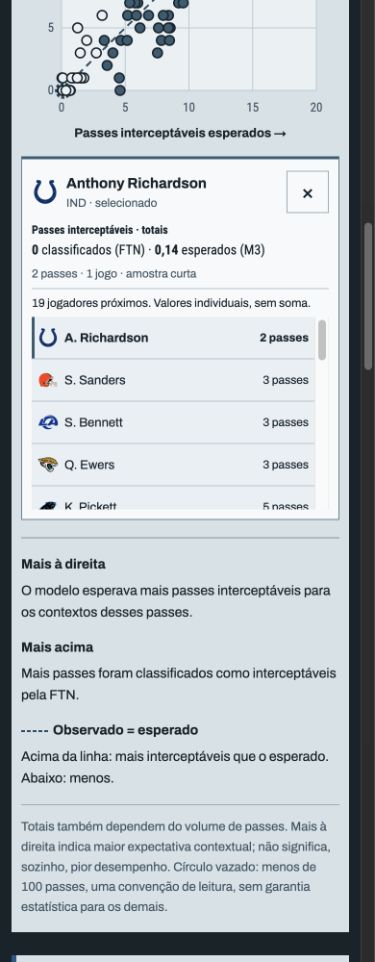 5
0
0 5 10 15 20
Passes interceptáveis esperados →
Anthony Richardson
IND · selecionado
×
Passes interceptáveis · totais
0 classificados (FTN) · 0,14 esperados (M3)
2 passes · 1 jogo · amostra curta
19 jogadores próximos. Valores individuais, sem soma.
A. Richardson 2 passes
S. Sanders 3 passes
S. Bennett 3 passes
Q. Ewers 3 passes
K. Pickett 5 passes
Mais à direita
O modelo esperava mais passes interceptáveis para
os contextos desses passes.
Mais acima
Mais passes foram classificados como interceptáveis
pela FTN.
Observado = esperado
Acima da linha: mais interceptáveis que o esperado.
Abaixo: menos.
Totais também dependem do volume de passes. Mais à
direita indica maior expectativa contextual; não significa,
sozinho, pior desempenho. Círculo vazado: menos de
100 passes, uma convenção de leitura, sem garantia
estatística para os demais.